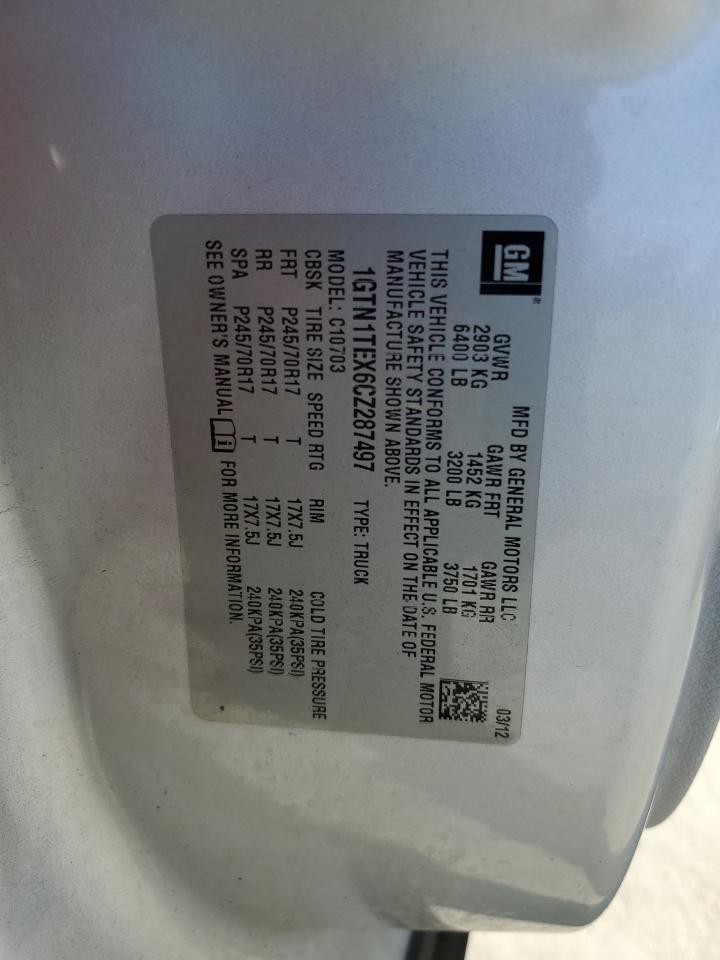 GM®
MFD BY GENERAL MOTORS LLC 03/12
GVWR GAWR FRT GAWR RR
2903 KG 1452 KG 1701 KG
6400 LB 3200 LB 3750 LB
THIS VEHICLE CONFORMS TO ALL APPLICABLE U.S. FEDERAL MOTOR
VEHICLE SAFETY STANDARDS IN EFFECT ON THE DATE OF
MANUFACTURE SHOWN ABOVE.
1GTN1TEX6CZ287497 TYPE: TRUCK
MODEL: C10703
CBSK TIRE SIZE SPEED RTG RIM COLD TIRE PRESSURE
FRT P245/70R17 T 17X7.5J 240KPA(35PSI)
RR P245/70R17 T 17X7.5J 240KPA(35PSI)
SPA P245/70R17 T 17X7.5J 240KPA(35PSI)
SEE OWNER'S MANUAL FOR MORE INFORMATION.